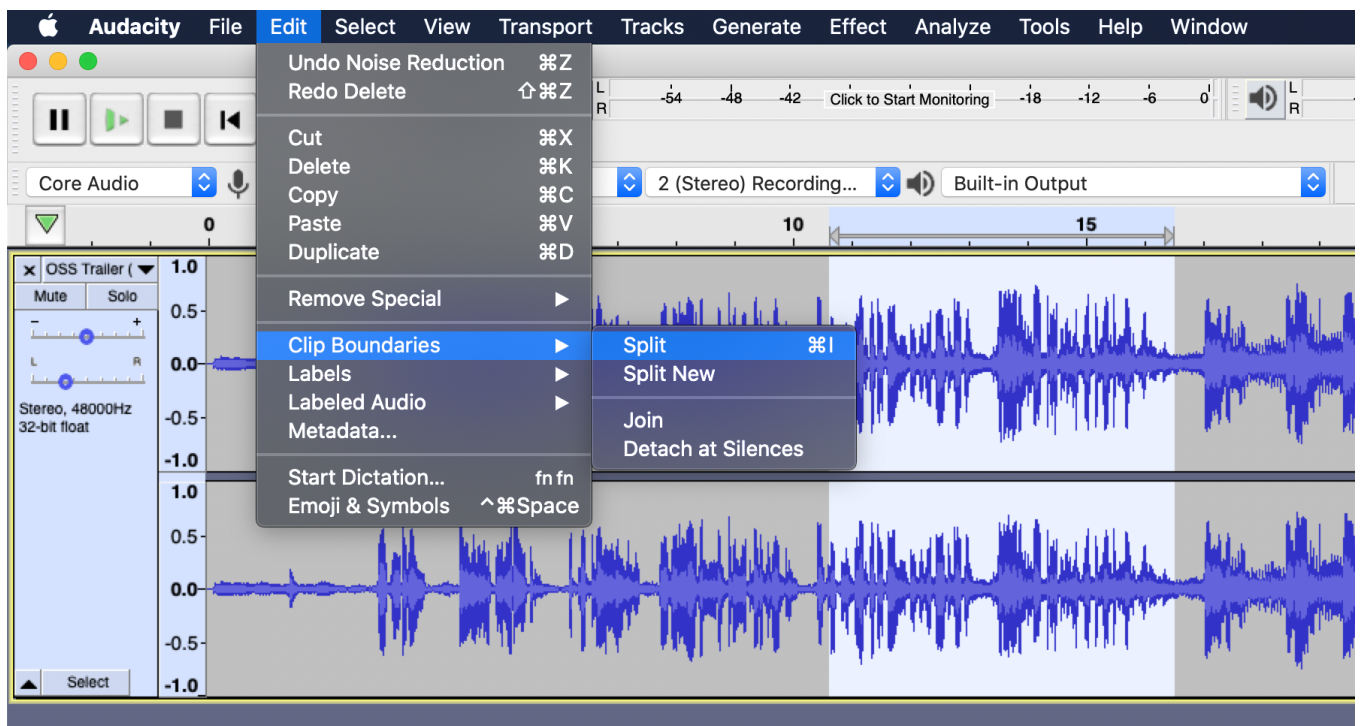 Audacity File Edit Select View Transport Tracks Generate Effect Analyze Tools Help Window
Undo Noise Reduction ⌘Z
Redo Delete ⇧⌘Z
Cut ⌘X
Delete ⌘K
Copy ⌘C
Paste ⌘V
Duplicate ⌘D
Remove Special ▶
Clip Boundaries ▶
Labels ▶
Labeled Audio ▶
Metadata...
Start Dictation... fn fn
Emoji & Symbols ^⌘Space
Split ⌘I
Split New
Join
Detach at Silences
L
R
-54 -48 -42 Click to Start Monitoring -18 -12 -6 0
L
R
Core Audio
2 (Stereo) Recording...
Built-in Output
0 10 15
x OSS Trailer (
Mute Solo
- +
L R
Stereo, 48000Hz
32-bit float
Select
1.0
0.5-
0.0-
-0.5-
-1.0
1.0
0.5-
0.0-
-0.5-
-1.0